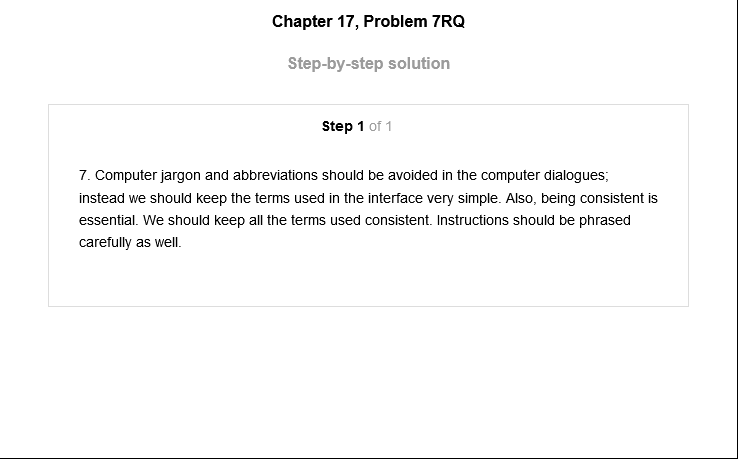 Chapter 17, Problem 7RQ
Step-by-step solution
Step 1 of 1
7. Computer jargon and abbreviations should be avoided in the computer dialogues;
instead we should keep the terms used in the interface very simple. Also, being consistent is
essential. We should keep all the terms used consistent. Instructions should be phrased
carefully as well.